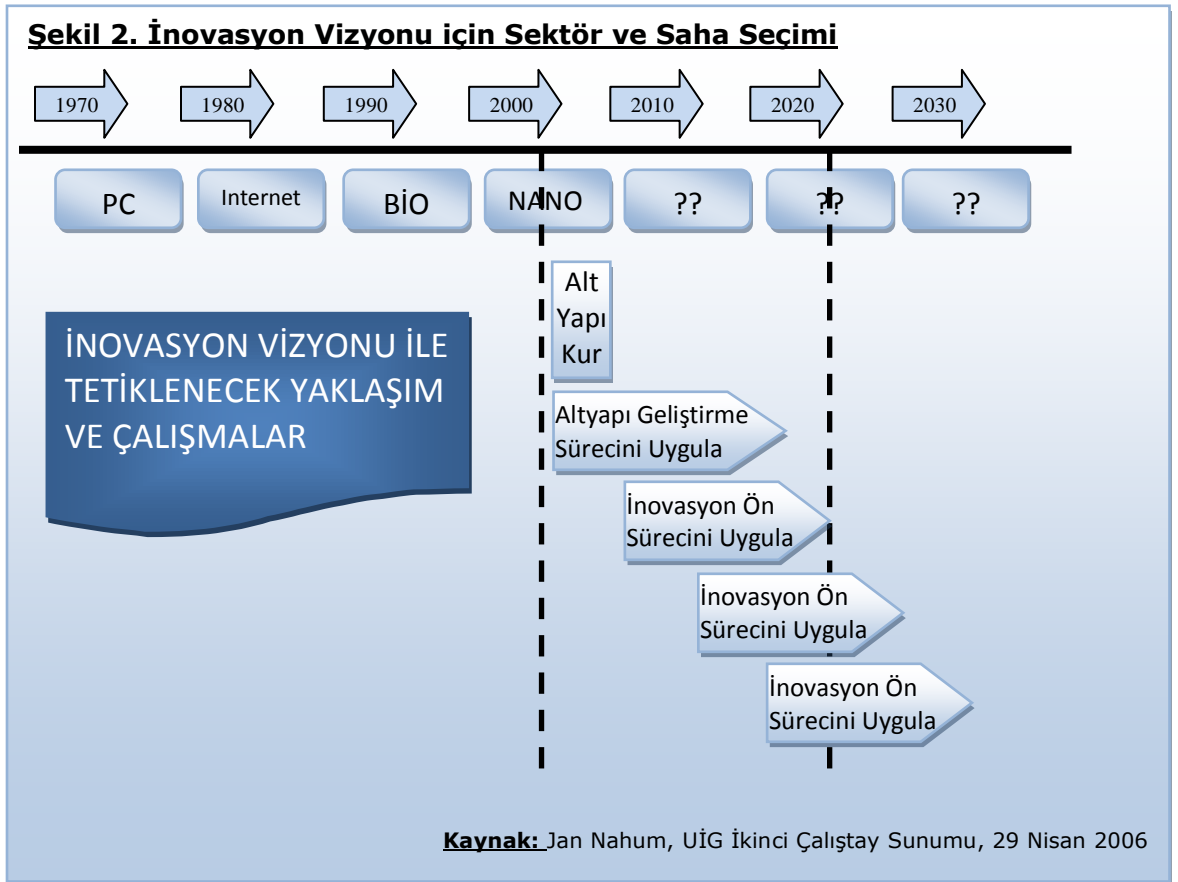 Şekil 2. İnovasyon Vizyonu için Sektör ve Saha Seçimi
1970 1980 1990 2000 2010 2020 2030
PC Internet BİO NANO ?? ?? ??
Alt
Yapı
Kur
İNOVASYON VİZYONU İLE
TETİKLENECEK YAKLAŞIM
VE ÇALIŞMALAR
Altyapı Geliştirme
Sürecini Uygula
İnovasyon Ön
Sürecini Uygula
İnovasyon Ön
Sürecini Uygula
İnovasyon Ön
Sürecini Uygula
Kaynak: Jan Nahum, UİG İkinci Çalıştay Sunumu, 29 Nisan 2006